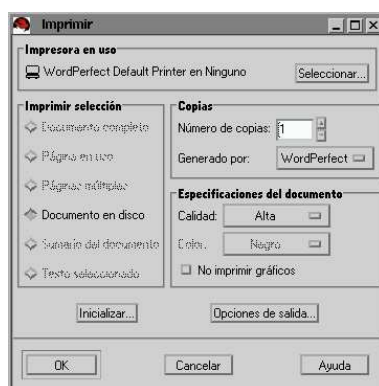 Imprimir
Impresora en uso
WordPerfect Default Printer en Ninguno
Seleccionar...
Imprimir selección
Documento completo
Página en uso
Páginas múltiples
Documento en disco
Sumario del documento
Texto seleccionado
Copias
Número de copias: 1
Generado por: WordPerfect
Especificaciones del documento
Calidad: Alta
Color: Negro
No imprimir gráficos
Inicializar...
Opciones de salida...
OK
Cancelar
Ayuda